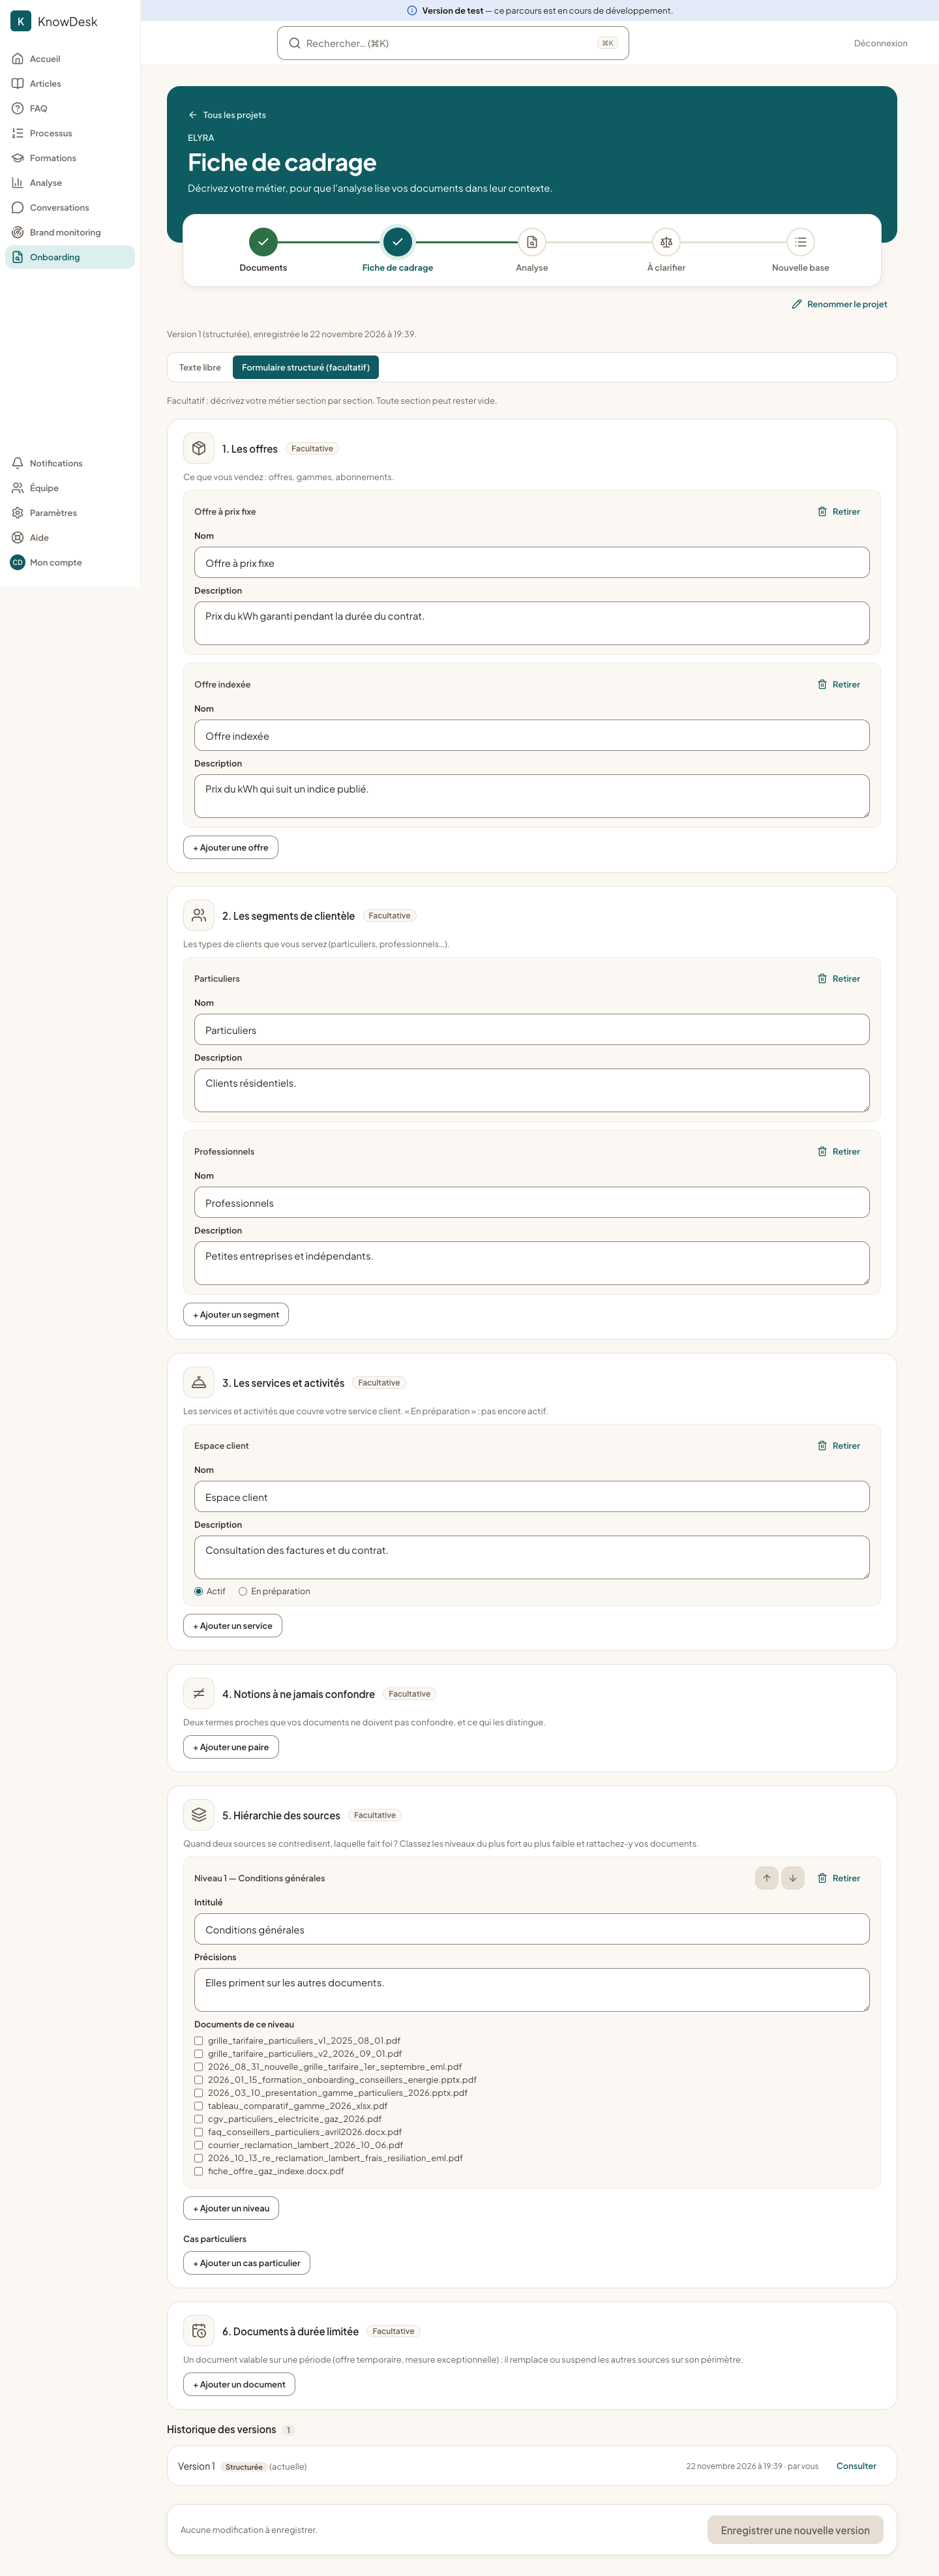 Version de test — ce parcours est en cours de développement.
K KnowDesk
Rechercher... (⌘K) ⌘K
Déconnexion
Accueil
Articles
FAQ
Processus
Formations
Analyse
Conversations
Brand monitoring
Onboarding
Notifications
Équipe
Paramètres
Aide
CD Mon compte
Tous les projets
ELYRA
Fiche de cadrage
Décrivez votre métier, pour que l'analyse lise vos documents dans leur contexte.
Documents Fiche de cadrage Analyse À clarifier Nouvelle base
Renommer le projet
Version 1 (structurée), enregistrée le 22 novembre 2026 à 19:39.
Texte libre Formulaire structuré (facultatif)
Facultatif : décrivez votre métier section par section. Toute section peut rester vide.
1. Les offres Facultative
Ce que vous vendez : offres, gammes, abonnements.
Offre à prix fixe Retirer
Nom
Offre à prix fixe
Description
Prix du kWh garanti pendant la durée du contrat.
Offre indexée Retirer
Nom
Offre indexée
Description
Prix du kWh qui suit un indice publié.
+ Ajouter une offre
2. Les segments de clientèle Facultative
Les types de clients que vous servez (particuliers, professionnels…).
Particuliers Retirer
Nom
Particuliers
Description
Clients résidentiels.
Professionnels Retirer
Nom
Professionnels
Description
Petites entreprises et indépendants.
+ Ajouter un segment
3. Les services et activités Facultative
Les services et activités que couvre votre service client. « En préparation » : pas encore actif.
Espace client Retirer
Nom
Espace client
Description
Consultation des factures et du contrat.
Actif En préparation
+ Ajouter un service
4. Notions à ne jamais confondre Facultative
Deux termes proches que vos documents ne doivent pas confondre, et ce qui les distingue.
+ Ajouter une paire
5. Hiérarchie des sources Facultative
Quand deux sources se contredisent, laquelle fait foi ? Classez les niveaux du plus fort au plus faible et rattachez-y vos documents.
Niveau 1 — Conditions générales Retirer
Intitulé
Conditions générales
Précisions
Elles priment sur les autres documents.
Documents de ce niveau
grille_tarifaire_particuliers_v1_2025_08_01.pdf
grille_tarifaire_particuliers_v2_2026_09_01.pdf
2026_08_31_nouvelle_grille_tarifaire_1er_septembre_eml.pdf
2026_01_15_formation_onboarding_conseillers_energie.pptx.pdf
2026_03_10_presentation_gamme_particuliers_2026.pptx.pdf
tableau_comparatif_gamme_2026_xlsx.pdf
cgv_particuliers_electricite_gaz_2026.pdf
faq_conseillers_particuliers_avril2026.docx.pdf
courrier_reclamation_lambert_2026_10_06.pdf
2026_10_13_re_reclamation_lambert_frais_resiliation_eml.pdf
fiche_offre_gaz_indexe.docx.pdf
+ Ajouter un niveau
Cas particuliers
+ Ajouter un cas particulier
6. Documents à durée limitée Facultative
Un document valable sur une période (offre temporaire, mesure exceptionnelle) : il remplace ou suspend les autres sources sur son périmètre.
+ Ajouter un document
Historique des versions 1
Version 1 Structurée (actuelle) 22 novembre 2026 à 19:39 · par vous Consulter
Aucune modification à enregistrer. Enregistrer une nouvelle version